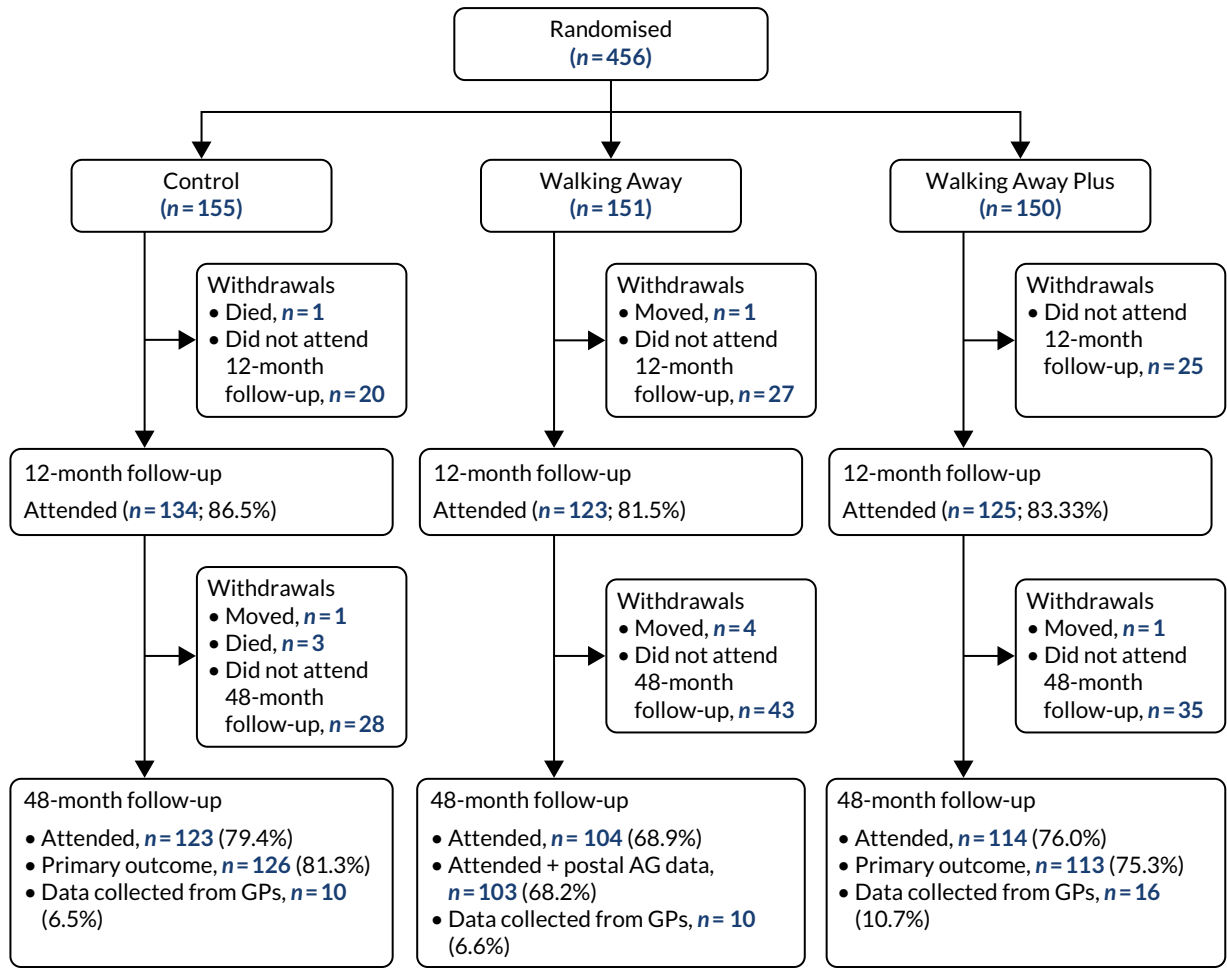 Randomised
(n = 456)
Control
(n = 155)
Walking Away
(n = 151)
Walking Away Plus
(n = 150)
Withdrawals
• Died, n = 1
• Did not attend
12-month
follow-up, n = 20
Withdrawals
• Moved, n = 1
• Did not attend
12-month
follow-up, n = 27
Withdrawals
• Did not attend
12-month
follow-up, n = 25
12-month follow-up
Attended (n = 134; 86.5%)
12-month follow-up
Attended (n = 123; 81.5%)
12-month follow-up
Attended (n = 125; 83.33%)
Withdrawals
• Moved, n = 1
• Died, n = 3
• Did not attend
48-month
follow-up, n = 28
Withdrawals
• Moved, n = 4
• Did not attend
48-month
follow-up, n = 43
Withdrawals
• Moved, n = 1
• Did not attend
48-month
follow-up, n = 35
48-month follow-up
• Attended, n = 123 (79.4%)
• Primary outcome, n = 126 (81.3%)
• Data collected from GPs, n = 10
(6.5%)
48-month follow-up
• Attended, n = 104 (68.9%)
• Attended + postal AG data,
n = 103 (68.2%)
• Data collected from GPs, n = 10
(6.6%)
48-month follow-up
• Attended, n = 114 (76.0%)
• Primary outcome, n = 113 (75.3%)
• Data collected from GPs, n = 16
(10.7%)